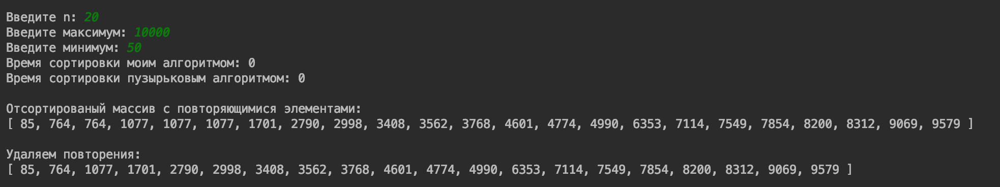 Введите n: 20
Введите максимум: 10000
Введите минимум: 50
Время сортировки моим алгоритмом: 0
Время сортировки пузырьковым алгоритмом: 0
Отсортированый массив с повторяющимися элементами:
[ 85, 764, 764, 1077, 1077, 1077, 1701, 2790, 2998, 3408, 3562, 3768, 4601, 4774, 4990, 6353, 7114, 7549, 7854, 8200, 8312, 9069, 9579 ]
Удаляем повторения:
[ 85, 764, 1077, 1701, 2790, 2998, 3408, 3562, 3768, 4601, 4774, 4990, 6353, 7114, 7549, 7854, 8200, 8312, 9069, 9579 ]